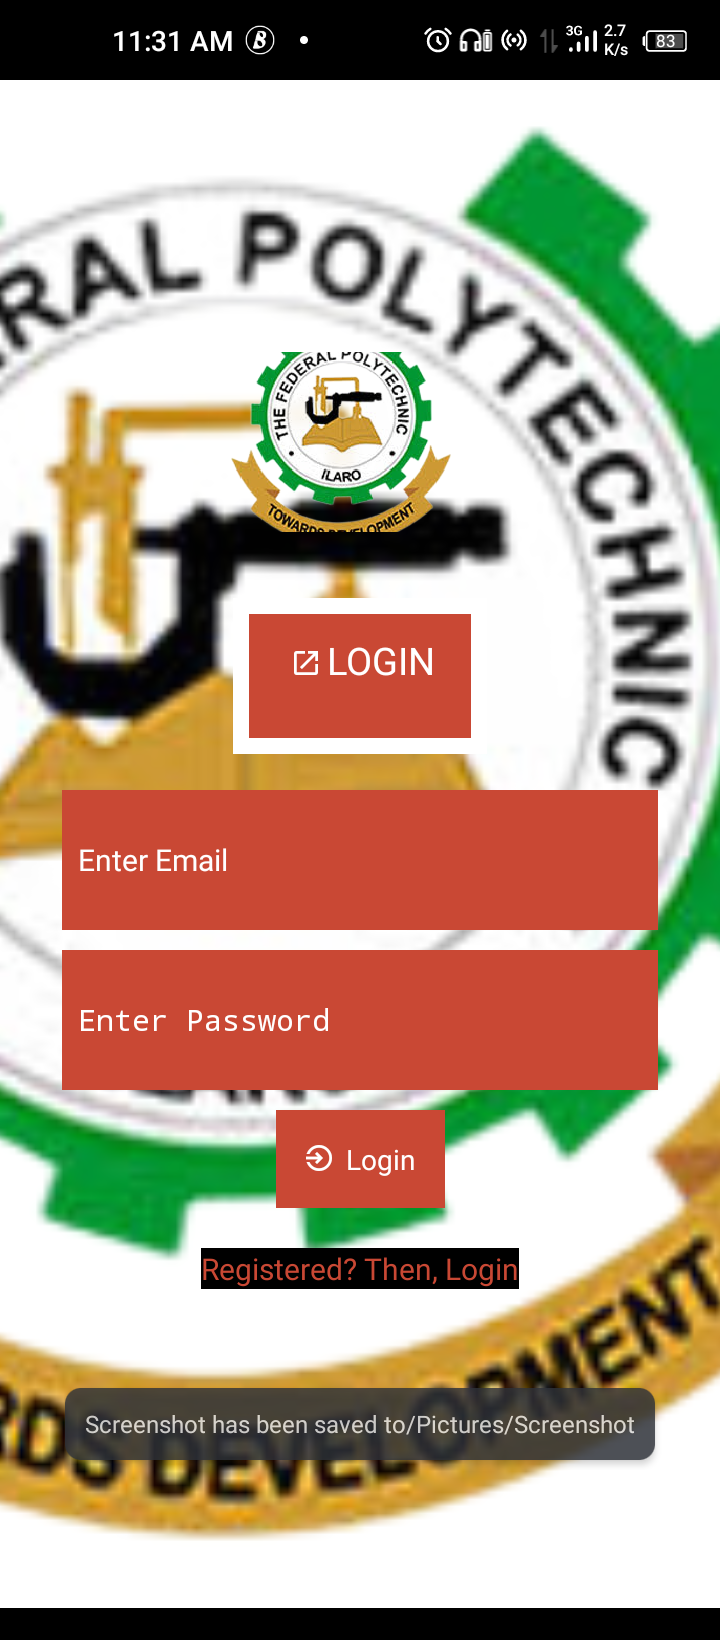 11:31 AM
3G
2.7
K/s
83
RAL POLYTECHNIC
THE FEDERAL POLYTECHNIC
ILARO
TOWARDS DEVELOPMENT
LOGIN
Enter Email
Enter Password
Login
Registered? Then, Login
RDS DEVELOPMENT
Screenshot has been saved to/Pictures/Screenshot